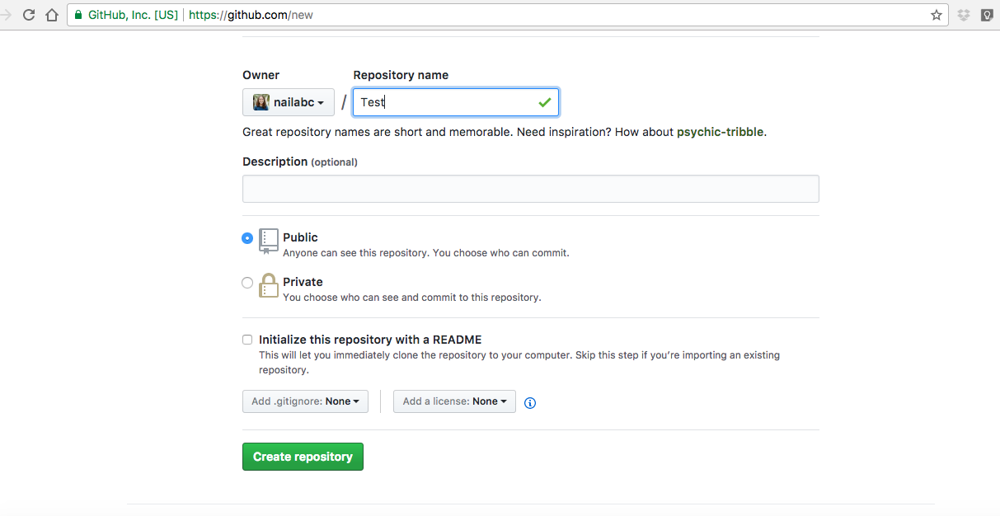 GitHub, Inc. [US] https://github.com/new
Owner Repository name
nailabc / Test
Great repository names are short and memorable. Need inspiration? How about psychic-tribble.
Description (optional)
Public
Anyone can see this repository. You choose who can commit.
Private
You choose who can see and commit to this repository.
Initialize this repository with a README
This will let you immediately clone the repository to your computer. Skip this step if you’re importing an existing
repository.
Add .gitignore: None Add a license: None
Create repository